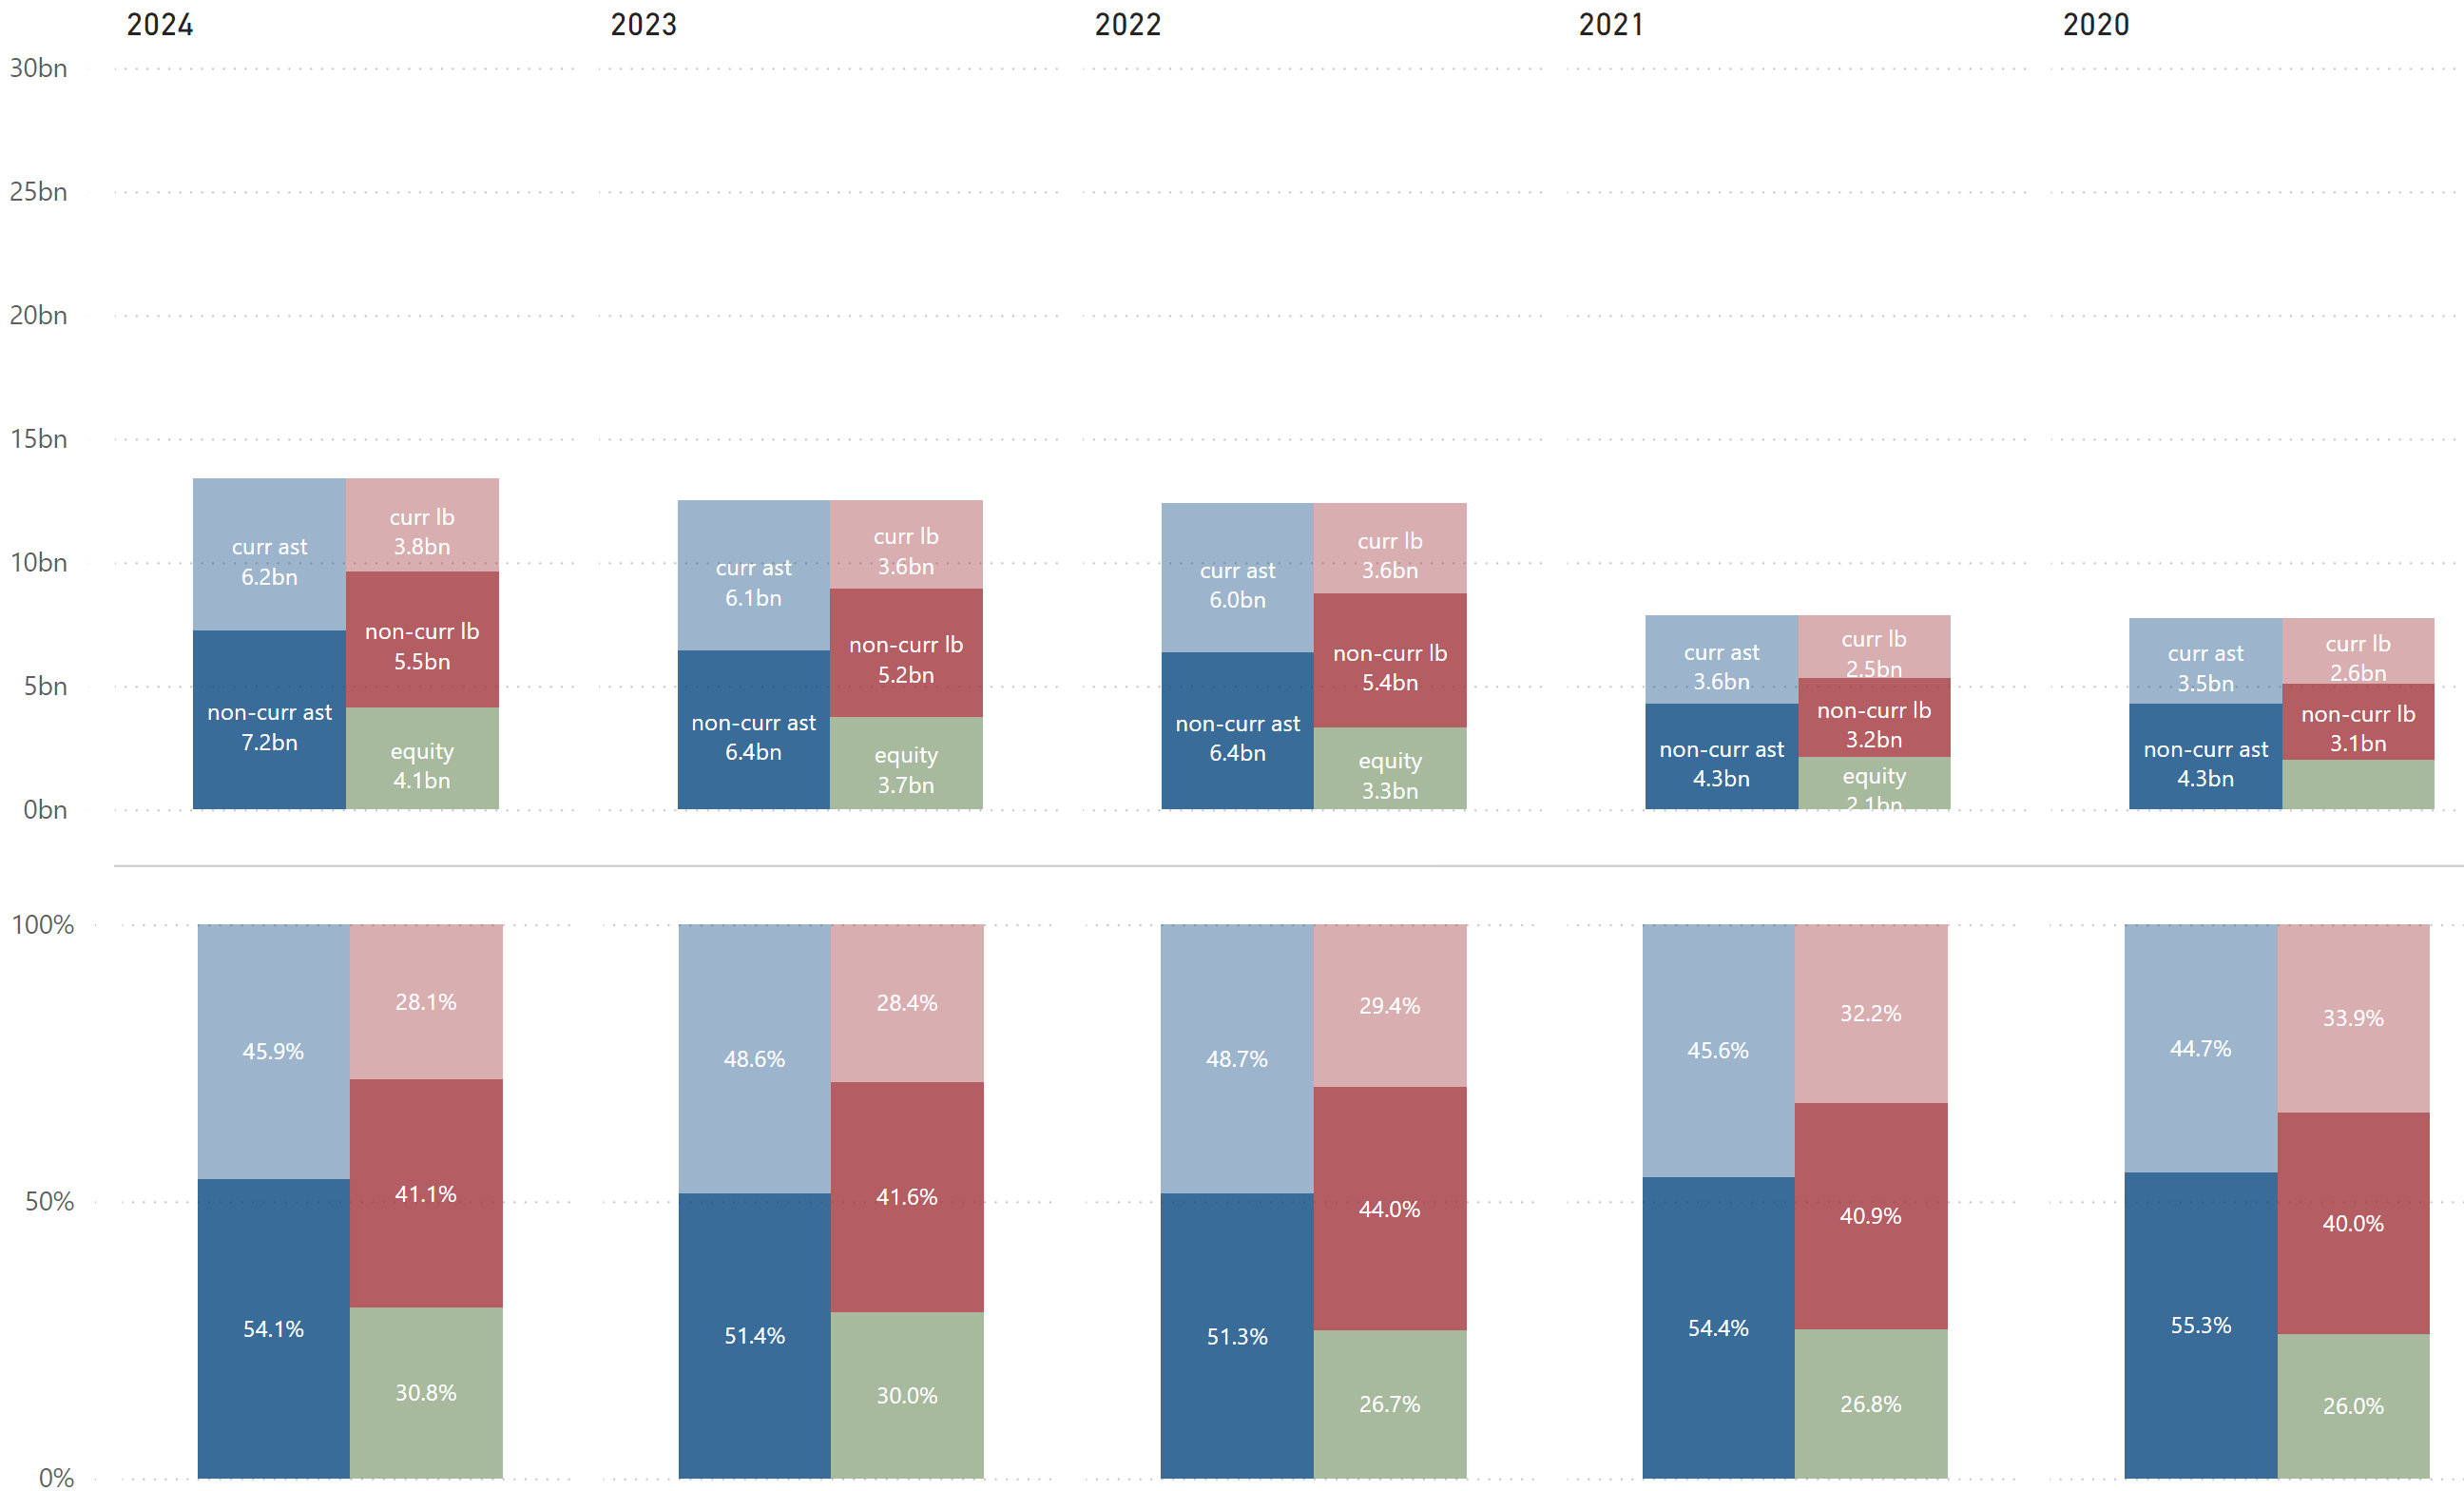 2024 2023 2022 2021 2020
30bn
25bn
20bn
15bn
10bn
5bn
0bn
curr ast
6.2bn
non-curr ast
7.2bn
curr lb
3.8bn
non-curr lb
5.5bn
equity
4.1bn
curr ast
6.1bn
non-curr ast
6.4bn
curr lb
3.6bn
non-curr lb
5.2bn
equity
3.7bn
curr ast
6.0bn
non-curr ast
6.4bn
curr lb
3.6bn
non-curr lb
5.4bn
equity
3.3bn
curr ast
3.6bn
non-curr ast
4.3bn
curr lb
2.5bn
non-curr lb
3.2bn
equity
2.1bn
curr ast
3.5bn
non-curr ast
4.3bn
curr lb
2.6bn
non-curr lb
3.1bn
100%
50%
0%
45.9%
54.1%
28.1%
41.1%
30.8%
48.6%
51.4%
28.4%
41.6%
30.0%
48.7%
51.3%
29.4%
44.0%
26.7%
45.6%
54.4%
32.2%
40.9%
26.8%
44.7%
55.3%
33.9%
40.0%
26.0%